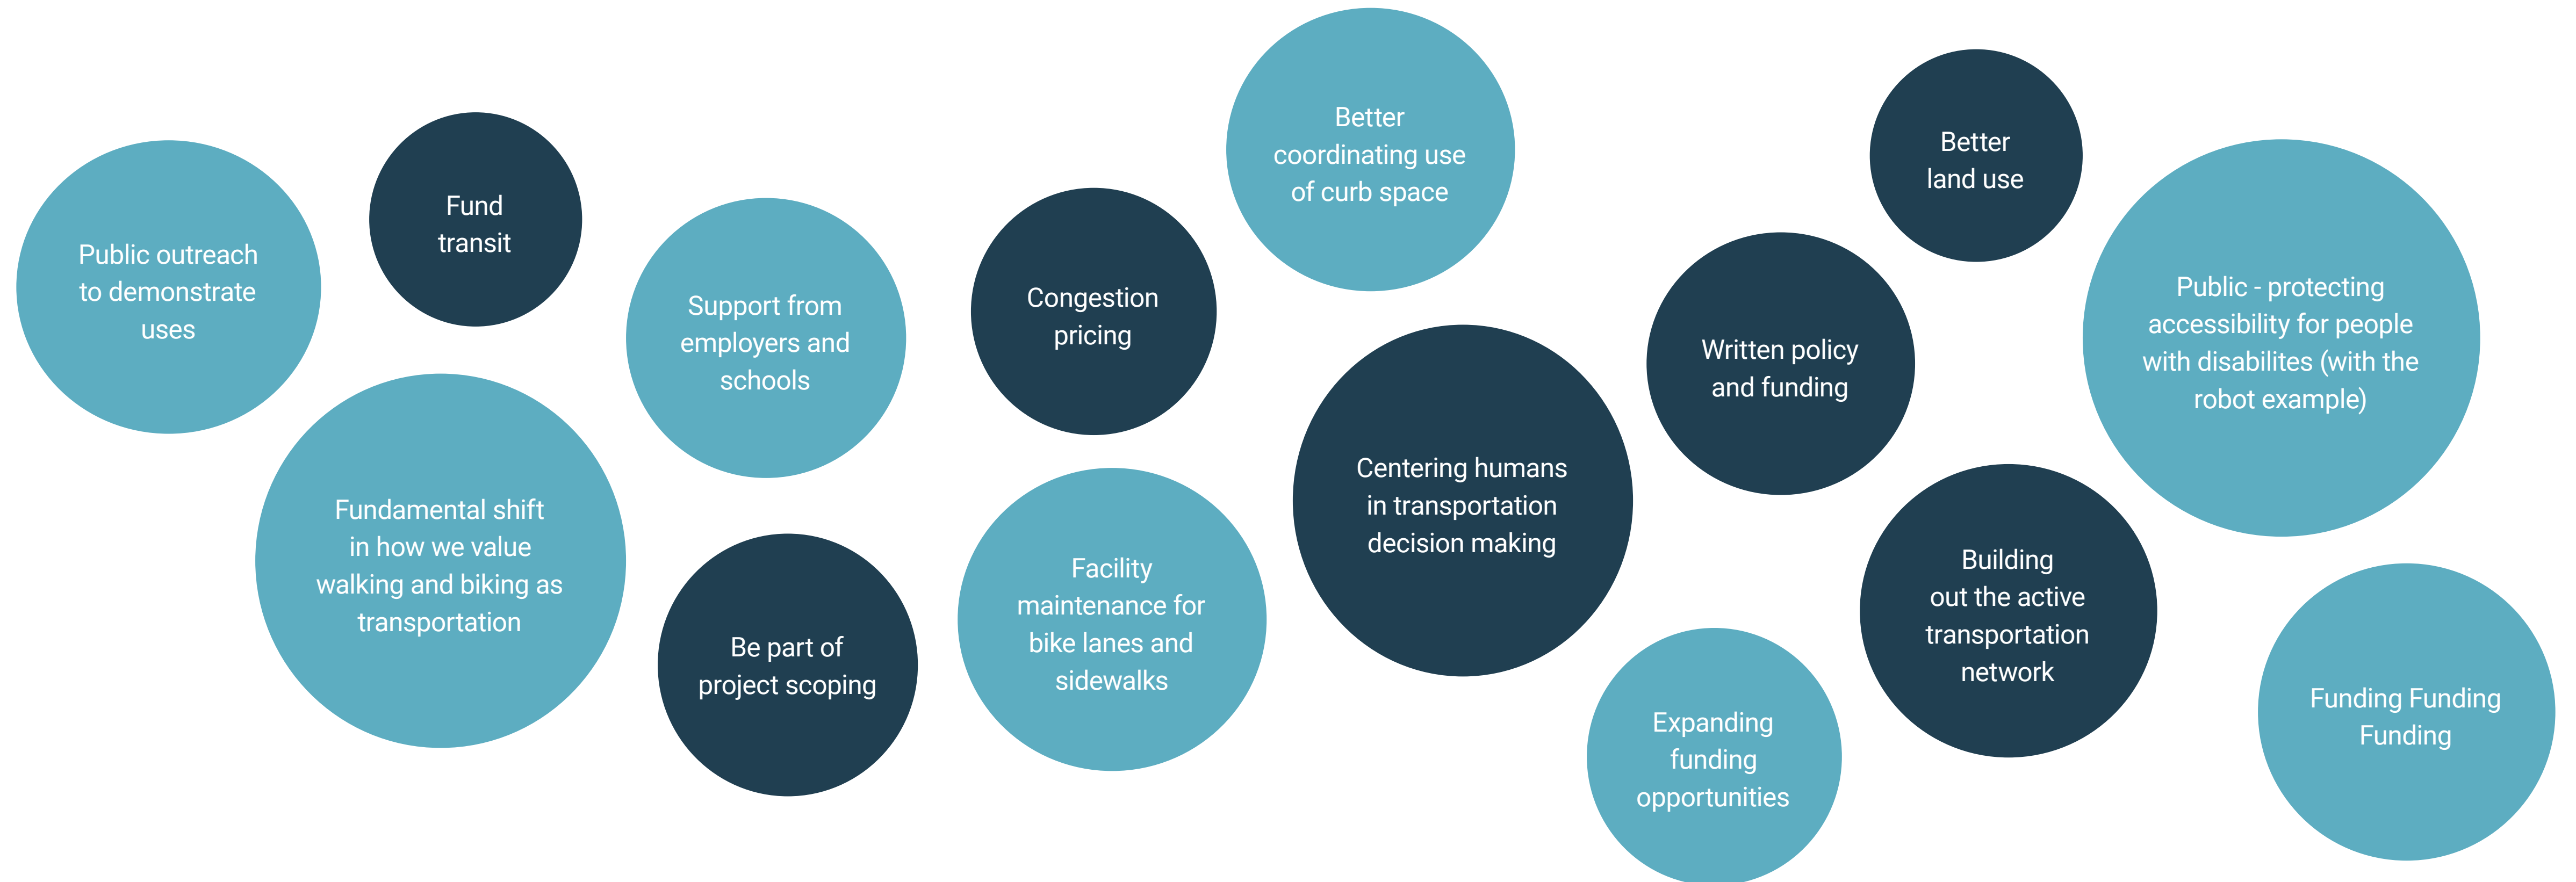 Public outreach
to demonstrate
uses
Fund
transit
Fundamental shift
in how we value
walking and biking as
transportation
Support from
employers and
schools
Be part of
project scoping
Congestion
pricing
Facility
maintenance for
bike lanes and
sidewalks
Better
coordinating use
of curb space
Centering humans
in transportation
decision making
Written policy
and funding
Expanding
funding
opportunities
Better
land use
Building
out the active
transportation
network
Public - protecting
accessibility for people
with disabilites (with the
robot example)
Funding Funding
Funding